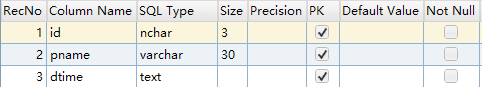 RecNo Column Name SQL Type Size Precision PK Default Value Not Null
1 id nchar 3
2 pname varchar 30
3 dtime text